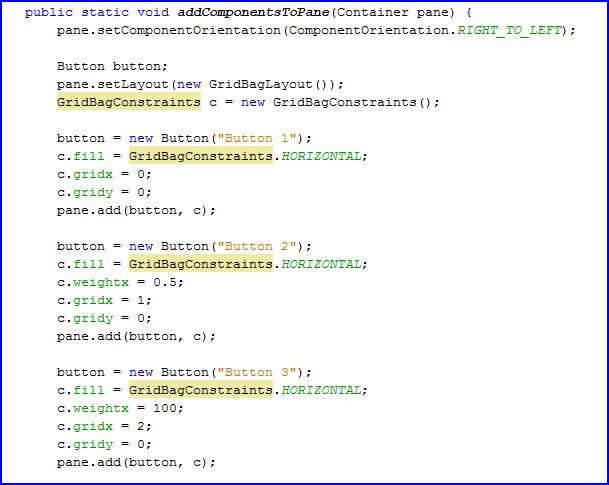 public static void addComponentsToPane(Container pane) {
pane.setComponentOrientation(ComponentOrientation.RIGHT_TO_LEFT);
Button button;
pane.setLayout(new GridBagLayout());
GridBagConstraints c = new GridBagConstraints();
button = new Button("Button 1");
c.fill = GridBagConstraints.HORIZONTAL;
c.gridx = 0;
c.gridy = 0;
pane.add(button, c);
button = new Button("Button 2");
c.fill = GridBagConstraints.HORIZONTAL;
c.weightx = 0.5;
c.gridx = 1;
c.gridy = 0;
pane.add(button, c);
button = new Button("Button 3");
c.fill = GridBagConstraints.HORIZONTAL;
c.weightx = 100;
c.gridx = 2;
c.gridy = 0;
pane.add(button, c);